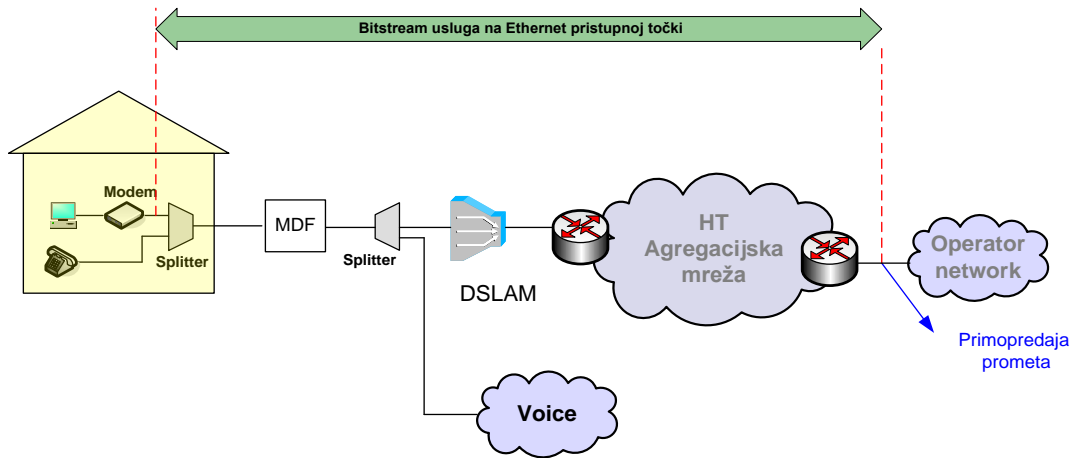 Bitstream usluga na Ethernet pristupnoj točki
Modem
Splitter
MDF
Splitter
DSLAM
HT
Agregacijska
mreža
Operator
network
Primopredaja
prometa
Voice